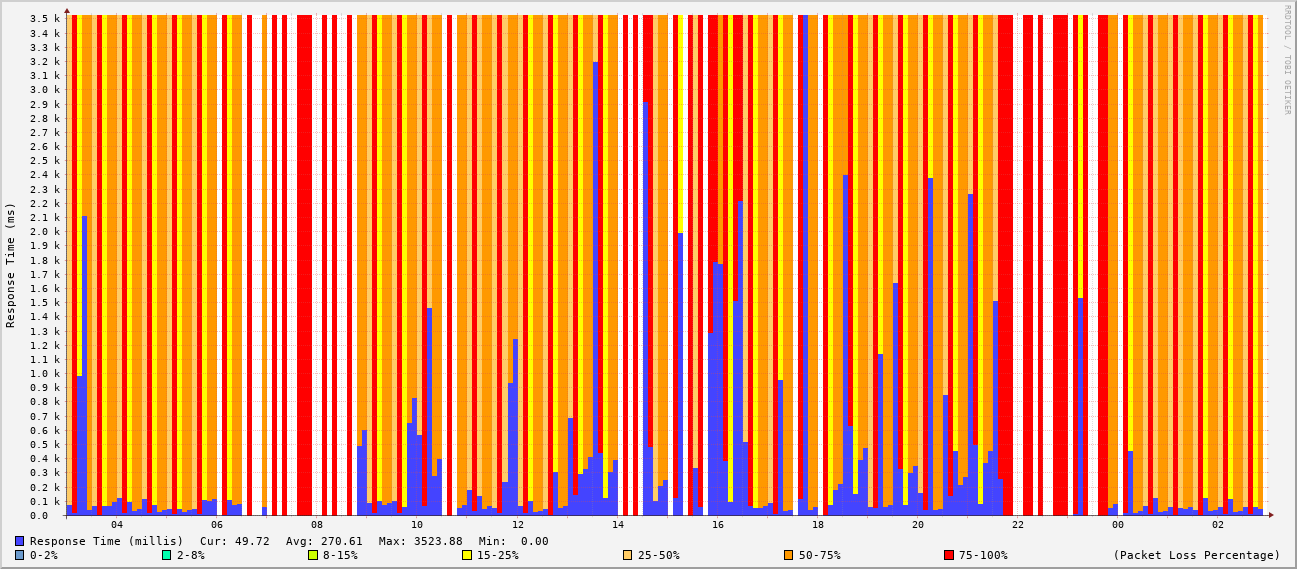 RRDTOOL / TOBI OETIKER
Response Time (ms)
3.5 k
3.4 k
3.3 k
3.2 k
3.1 k
3.0 k
2.9 k
2.8 k
2.7 k
2.6 k
2.5 k
2.4 k
2.3 k
2.2 k
2.1 k
2.0 k
1.9 k
1.8 k
1.7 k
1.6 k
1.5 k
1.4 k
1.3 k
1.2 k
1.1 k
1.0 k
0.9 k
0.8 k
0.7 k
0.6 k
0.5 k
0.4 k
0.3 k
0.2 k
0.1 k
0.0
04 06 08 10 12 14 16 18 20 22 00 02
Response Time (millis) Cur: 49.72 Avg: 270.61 Max: 3523.88 Min: 0.00
0-2% 2-8% 8-15% 15-25% 25-50% 50-75% 75-100% (Packet Loss Percentage)